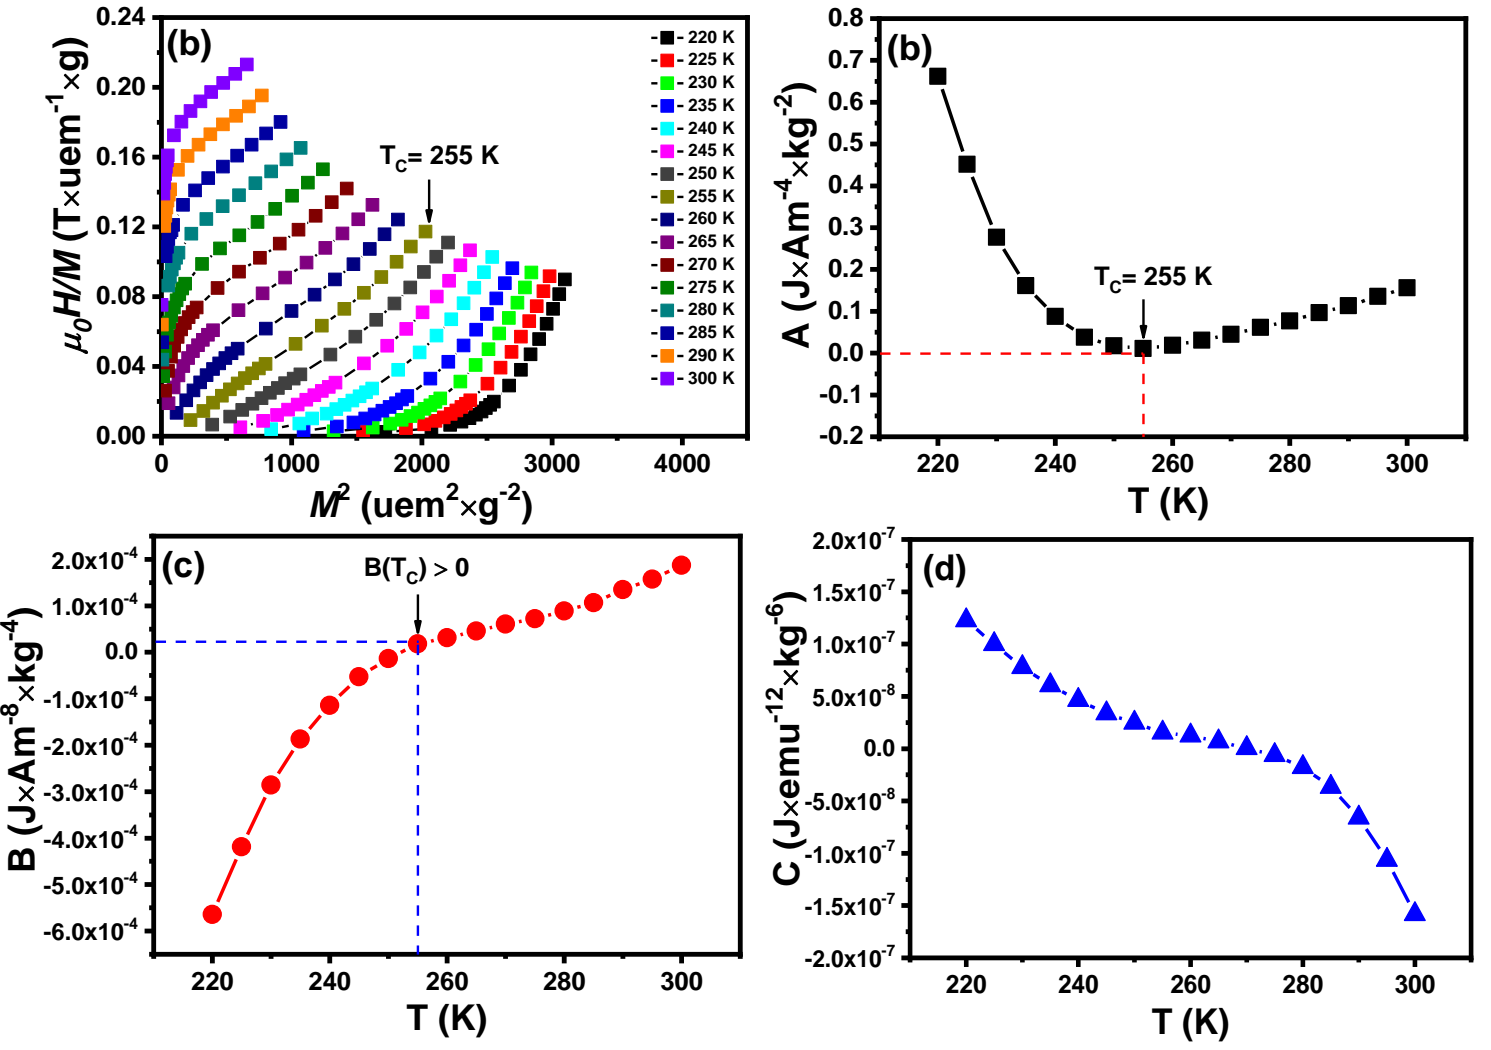 (b)
0.24
0.20
0.16
0.12
0.08
0.04
0.00
0
1000
2000
3000
4000
μ0H/M (T×uem⁻¹×g)
M² (uem²×g⁻²)
T_C= 255 K
220 K
225 K
230 K
235 K
240 K
245 K
250 K
255 K
260 K
265 K
270 K
275 K
280 K
285 K
290 K
300 K
(b)
0.8
0.7
0.6
0.5
0.4
0.3
0.2
0.1
0.0
-0.1
-0.2
220
240
260
280
300
A (J×Am⁻⁴×kg⁻²)
T (K)
T_C= 255 K
(c)
2.0x10⁻⁴
1.0x10⁻⁴
0.0
-1.0x10⁻⁴
-2.0x10⁻⁴
-3.0x10⁻⁴
-4.0x10⁻⁴
-5.0x10⁻⁴
-6.0x10⁻⁴
220
240
260
280
300
B (J×Am⁻⁸×kg⁻⁴)
T (K)
B(T_C) > 0
(d)
2.0x10⁻⁷
1.5x10⁻⁷
1.0x10⁻⁷
5.0x10⁻⁸
0.0
-5.0x10⁻⁸
-1.0x10⁻⁷
-1.5x10⁻⁷
-2.0x10⁻⁷
220
240
260
280
300
C (J×emu⁻¹²×kg⁻⁶)
T (K)